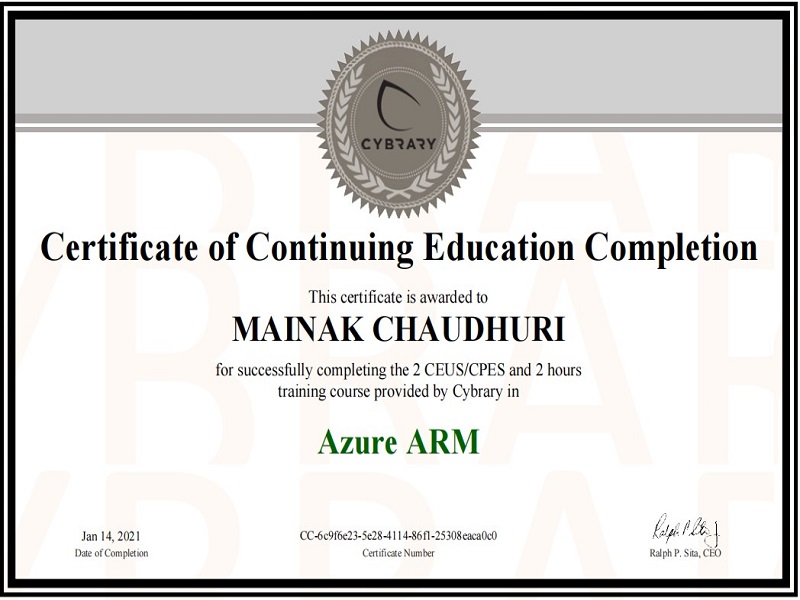 CYBRARY
Certificate of Continuing Education Completion
This certificate is awarded to
MAINAK CHAUDHURI
for successfully completing the 2 CEUS/CPES and 2 hours
training course provided by Cybrary in
Azure ARM
Jan 14, 2021
Date of Completion
CC-6c9f6e23-5e28-4114-86f1-25308eaca0c0
Certificate Number
Ralph P. Sita, CEO